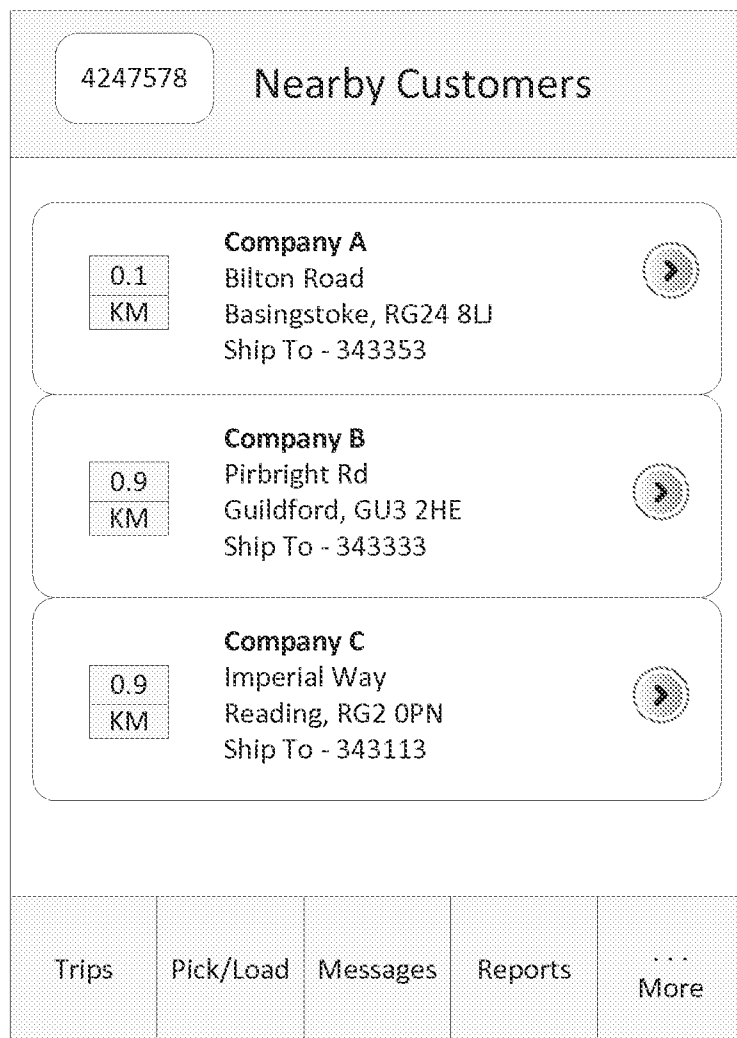 4247578
Nearby Customers
0.1
KM
Company A
Bilton Road
Basingstoke, RG24 8LJ
Ship To - 343353
0.9
KM
Company B
Pirbright Rd
Guildford, GU3 2HE
Ship To - 343333
0.9
KM
Company C
Imperial Way
Reading, RG2 0PN
Ship To - 343113
Trips
Pick/Load
Messages
Reports
...
More